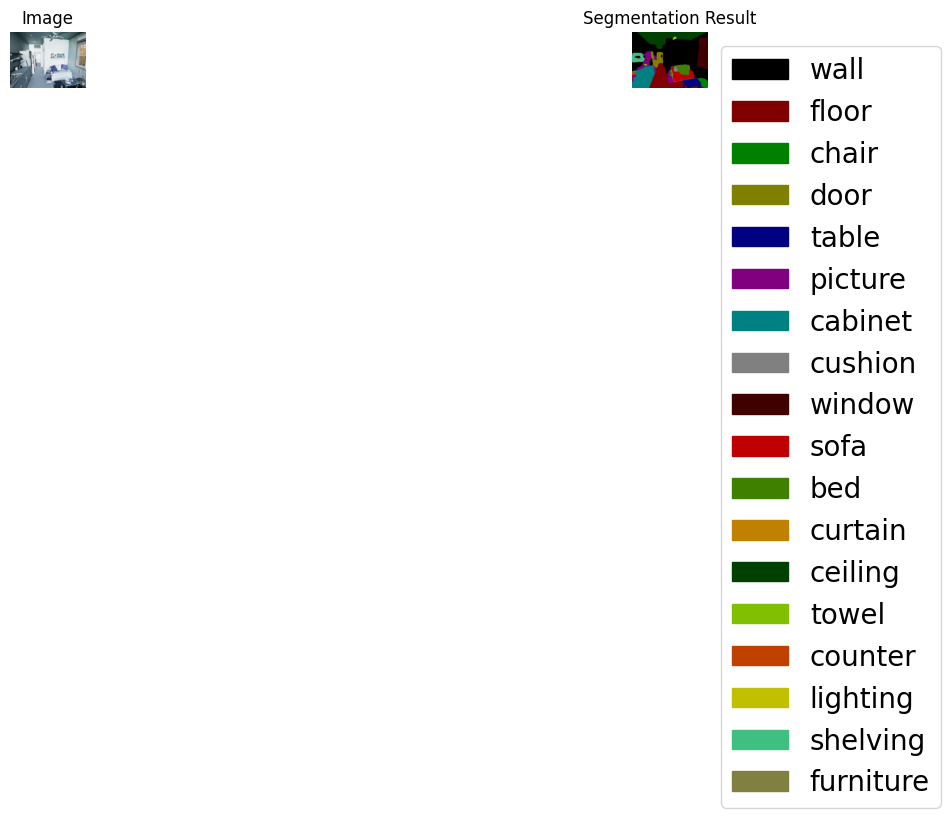 Image
Segmentation Result
wall
floor
chair
door
table
picture
cabinet
cushion
window
sofa
bed
curtain
ceiling
towel
counter
lighting
shelving
furniture